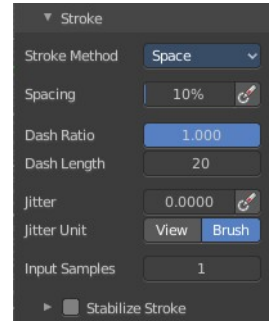 Stroke
Stroke Method Space
Spacing 10%
Dash Ratio 1.000
Dash Length 20
Jitter 0.0000
Jitter Unit View Brush
Input Samples 1
Stabilize Stroke